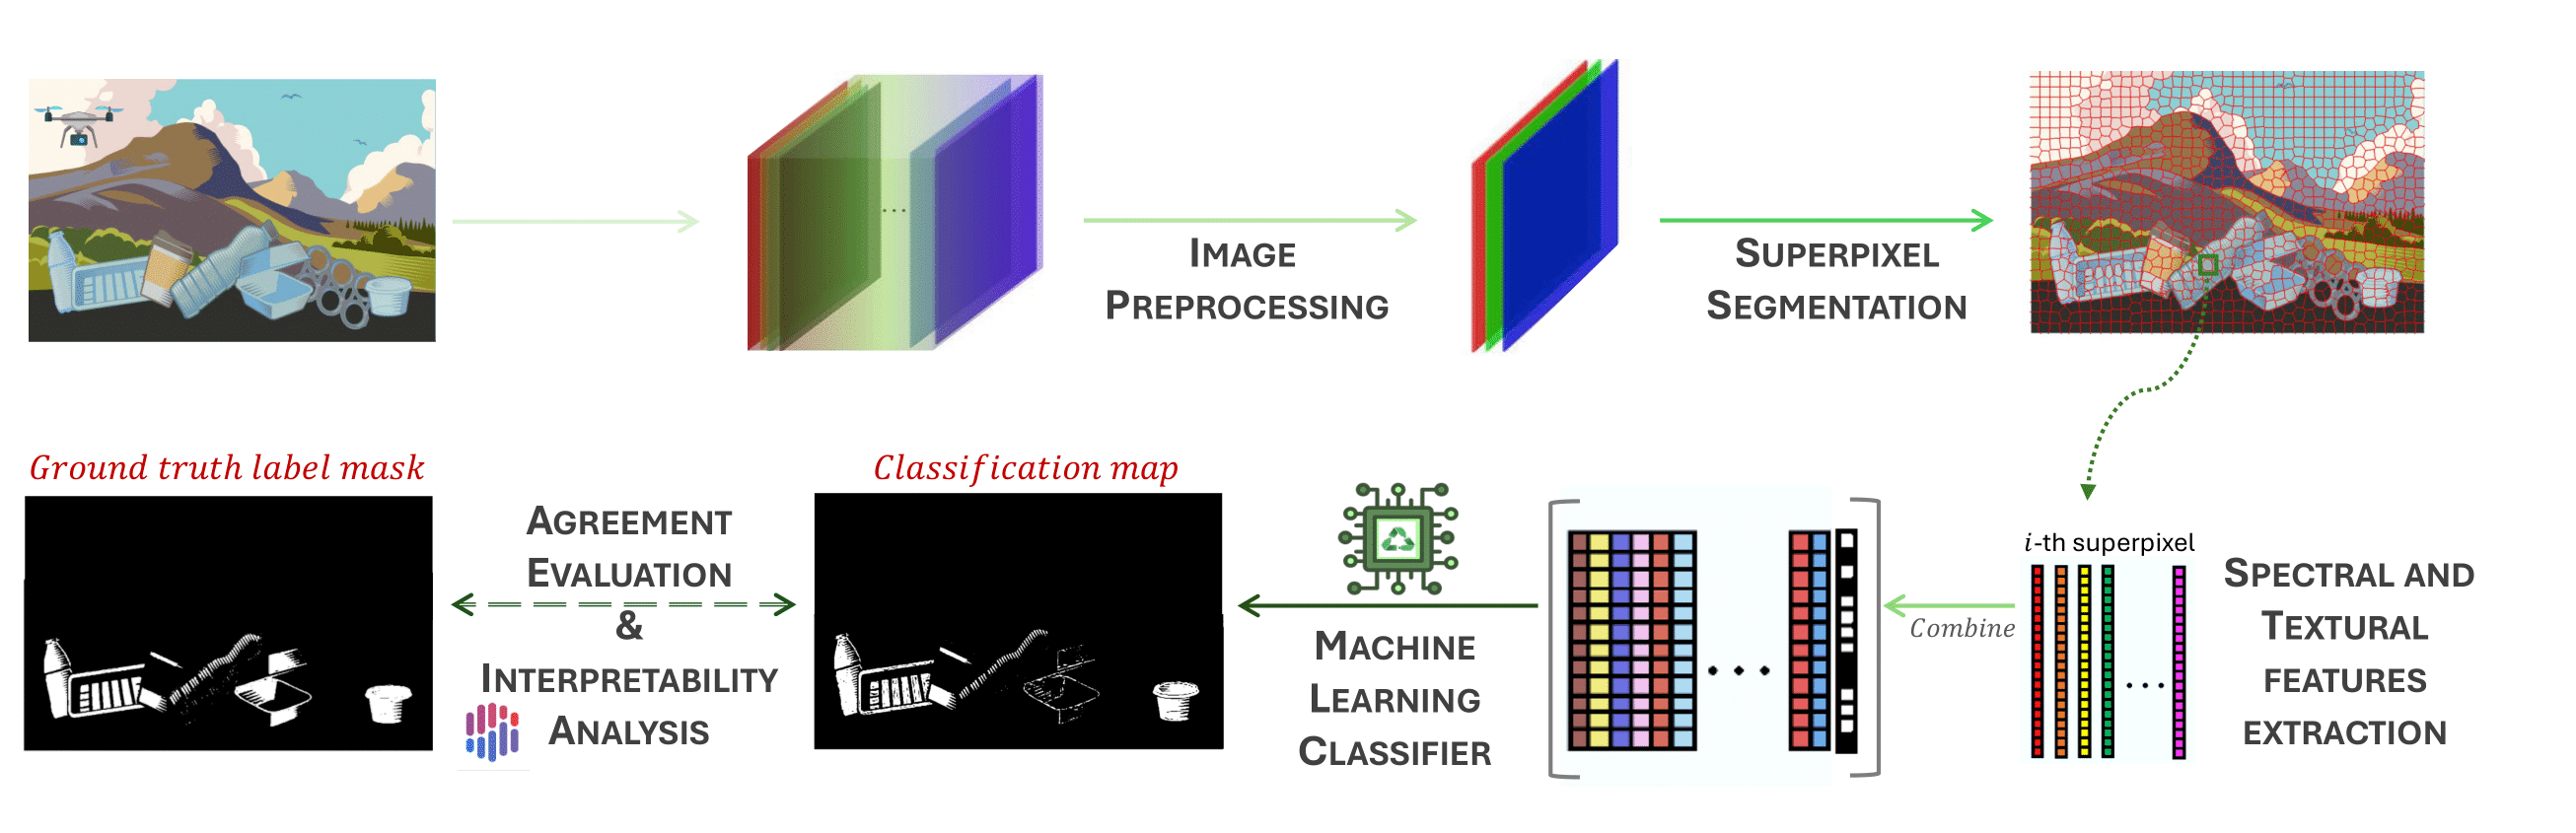 IMAGE
PREPROCESSING
SUPERPIXEL
SEGMENTATION
i-th superpixel
SPECTRAL AND
TEXTURAL
FEATURES
EXTRACTION
Combine
MACHINE
LEARNING
CLASSIFIER
Classification map
AGREEMENT
EVALUATION
&
INTERPRETABILITY
ANALYSIS
Ground truth label mask